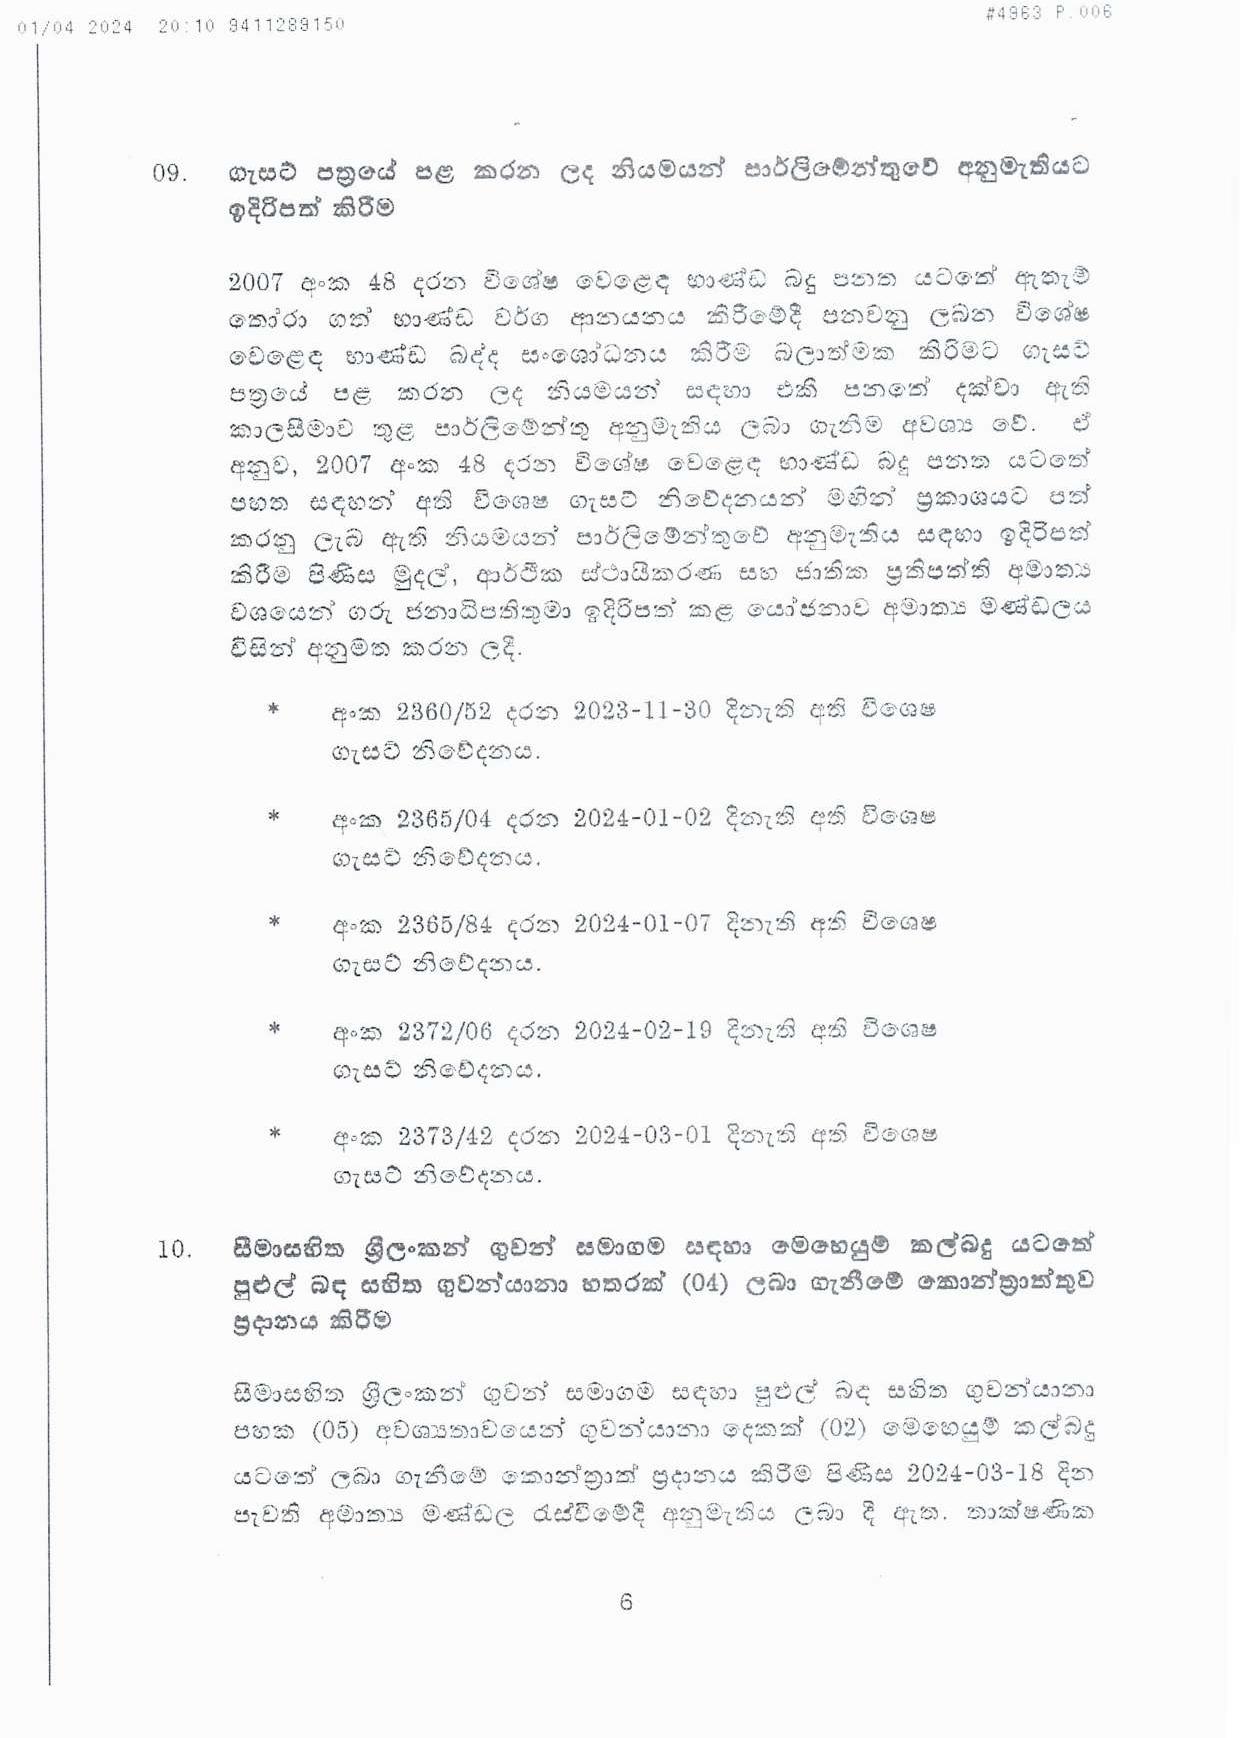 01/04 2024 20:10 9411289150
#4963 P.006
09. ගැසට් පත්‍රයේ පළ කරන ලද නියමයන් පාර්ලිමේන්තුවේ අනුමැතියට
ඉදිරිපත් කිරීම
2007 අංක 48 දරන විශේෂ වෙළෙඳ භාණ්ඩ බදු පනත යටතේ ඇතැම්
තෝරා ගත් භාණ්ඩ වර්ග ආනයනය කිරීමේදී පනවනු ලබන විශේෂ
වෙළෙඳ භාණ්ඩ බද්ද සංශෝධනය කිරීම බලාත්මක කිරීමට ගැසට්
පත්‍රයේ පළ කරන ලද නියමයන් සඳහා එකී පනතේ දක්වා ඇති
කාලසීමාව තුළ පාර්ලිමේන්තු අනුමැතිය ලබා ගැනීම අවශ්‍ය වේ. ඒ
අනුව, 2007 අංක 48 දරන විශේෂ වෙළෙඳ භාණ්ඩ බදු පනත යටතේ
පහත සඳහන් අති විශෙෂ ගැසට් නිවේදනයන් මඟින් ප්‍රකාශයට පත්
කරනු ලැබ ඇති නියමයන් පාර්ලිමේන්තුවේ අනුමැතිය සඳහා ඉදිරිපත්
කිරීම පිණිස මුදල්, ආර්ථික ස්ථායීකරණ සහ ජාතික ප්‍රතිපත්ති අමාත්‍ය
වශයෙන් ගරු ජනාධිපතිතුමා ඉදිරිපත් කළ යෝජනාව අමාත්‍ය මණ්ඩලය
විසින් අනුමත කරන ලදී.
* අංක 2360/52 දරන 2023-11-30 දිනැති අති විශෙෂ
ගැසට් නිවේදනය.
* අංක 2365/04 දරන 2024-01-02 දිනැති අති විශෙෂ
ගැසට් නිවේදනය.
* අංක 2365/84 දරන 2024-01-07 දිනැති අති විශෙෂ
ගැසට් නිවේදනය.
* අංක 2372/06 දරන 2024-02-19 දිනැති අති විශෙෂ
ගැසට් නිවේදනය.
* අංක 2373/42 දරන 2024-03-01 දිනැති අති විශෙෂ
ගැසට් නිවේදනය.
10. සීමාසහිත ශ්‍රීලංකන් ගුවන් සමාගම සඳහා මෙහෙයුම් කල්බදු යටතේ
පුළුල් බඳ සහිත ගුවන්යානා හතරක් (04) ලබා ගැනීමේ කොන්ත්‍රාත්තුව
ප්‍රදානය කිරීම
සීමාසහිත ශ්‍රීලංකන් ගුවන් සමාගම සඳහා පුළුල් බඳ සහිත ගුවන්යානා
පහක (05) අවශ්‍යතාවයෙන් ගුවන්යානා දෙකක් (02) මෙහෙයුම් කල්බදු
යටතේ ලබා ගැනීමේ කොන්ත්‍රාත් ප්‍රදානය කිරීම පිණිස 2024-03-18 දින
පැවති අමාත්‍ය මණ්ඩල රැස්වීමේදී අනුමැතිය ලබා දී ඇත. තාක්ෂණික
6